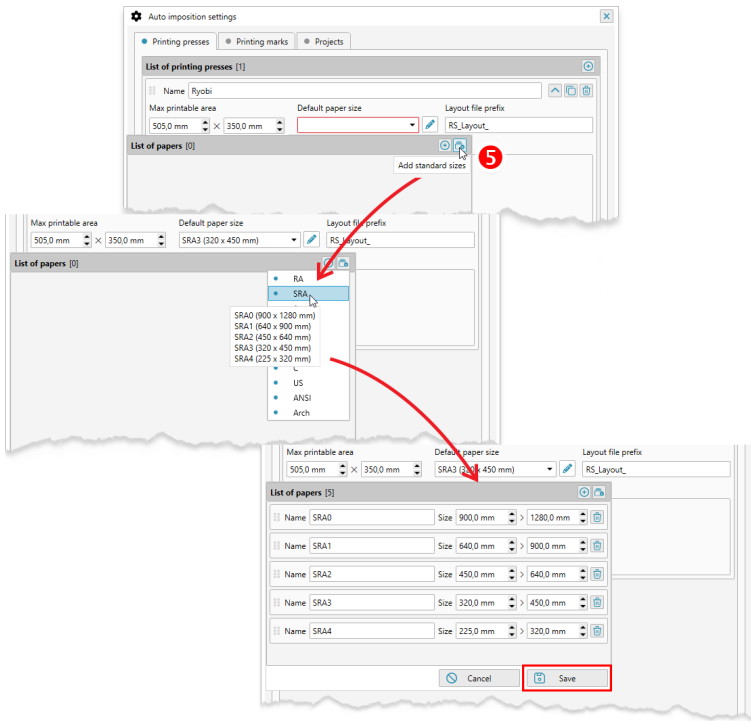 Auto imposition settings
Printing presses
Printing marks
Projects
List of printing presses [1]
Name Ryobi
Max printable area Default paper size Layout file prefix
505,0 mm × 350,0 mm RS_Layout_
List of papers [0]
5
Add standard sizes
Max printable area Default paper size Layout file prefix
505,0 mm × 350,0 mm SRA3 (320 x 450 mm) RS_Layout_
List of papers [0]
RA
SRA
SRA0 (900 x 1280 mm)
SRA1 (640 x 900 mm)
SRA2 (450 x 640 mm)
SRA3 (320 x 450 mm)
SRA4 (225 x 320 mm)
C
US
ANSI
Arch
Max printable area Default paper size Layout file prefix
505,0 mm × 350,0 mm SRA3 (320 x 450 mm) RS_Layout_
List of papers [5]
Name SRA0 Size 900,0 mm > 1280,0 mm
Name SRA1 Size 640,0 mm > 900,0 mm
Name SRA2 Size 450,0 mm > 640,0 mm
Name SRA3 Size 320,0 mm > 450,0 mm
Name SRA4 Size 225,0 mm > 320,0 mm
Cancel Save